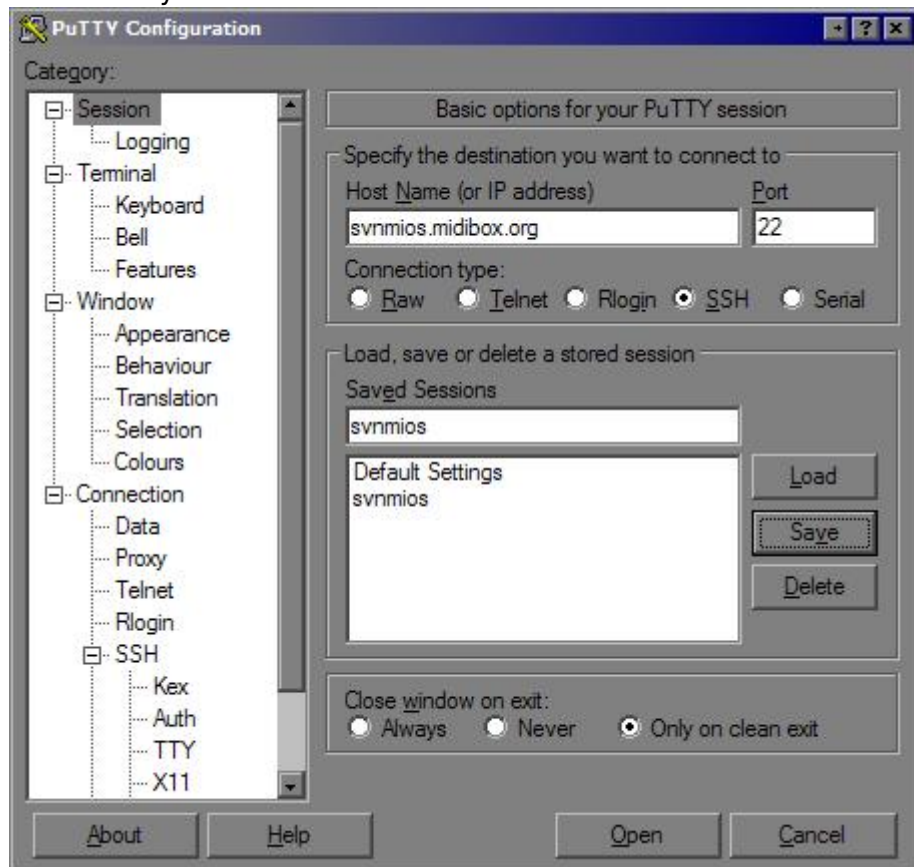 PuTTY Configuration
Category:
Session
Logging
Terminal
Keyboard
Bell
Features
Window
Appearance
Behaviour
Translation
Selection
Colours
Connection
Data
Proxy
Telnet
Rlogin
SSH
Kex
Auth
TTY
X11
Basic options for your PuTTY session
Specify the destination you want to connect to
Host Name (or IP address) Port
svnmios.midibox.org 22
Connection type:
Raw Telnet Rlogin SSH Serial
Load, save or delete a stored session
Saved Sessions
svnmios
Default Settings
svnmios
Load
Save
Delete
Close window on exit:
Always Never Only on clean exit
About Help Open Cancel